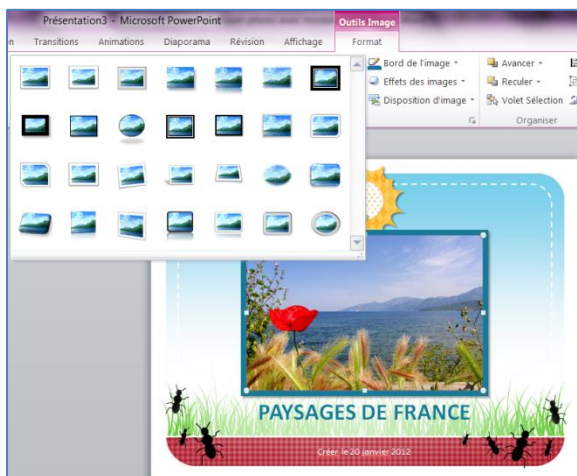 Présentation3 - Microsoft PowerPoint
Outils Image
Transitions Animations Diaporama Révision Affichage Format
Bord de l'image
Avancer
Effets des images
Reculer
Disposition d'image
Volet Sélection
Organiser
PAYSAGES DE FRANCE
Créer le 20 janvier 2012